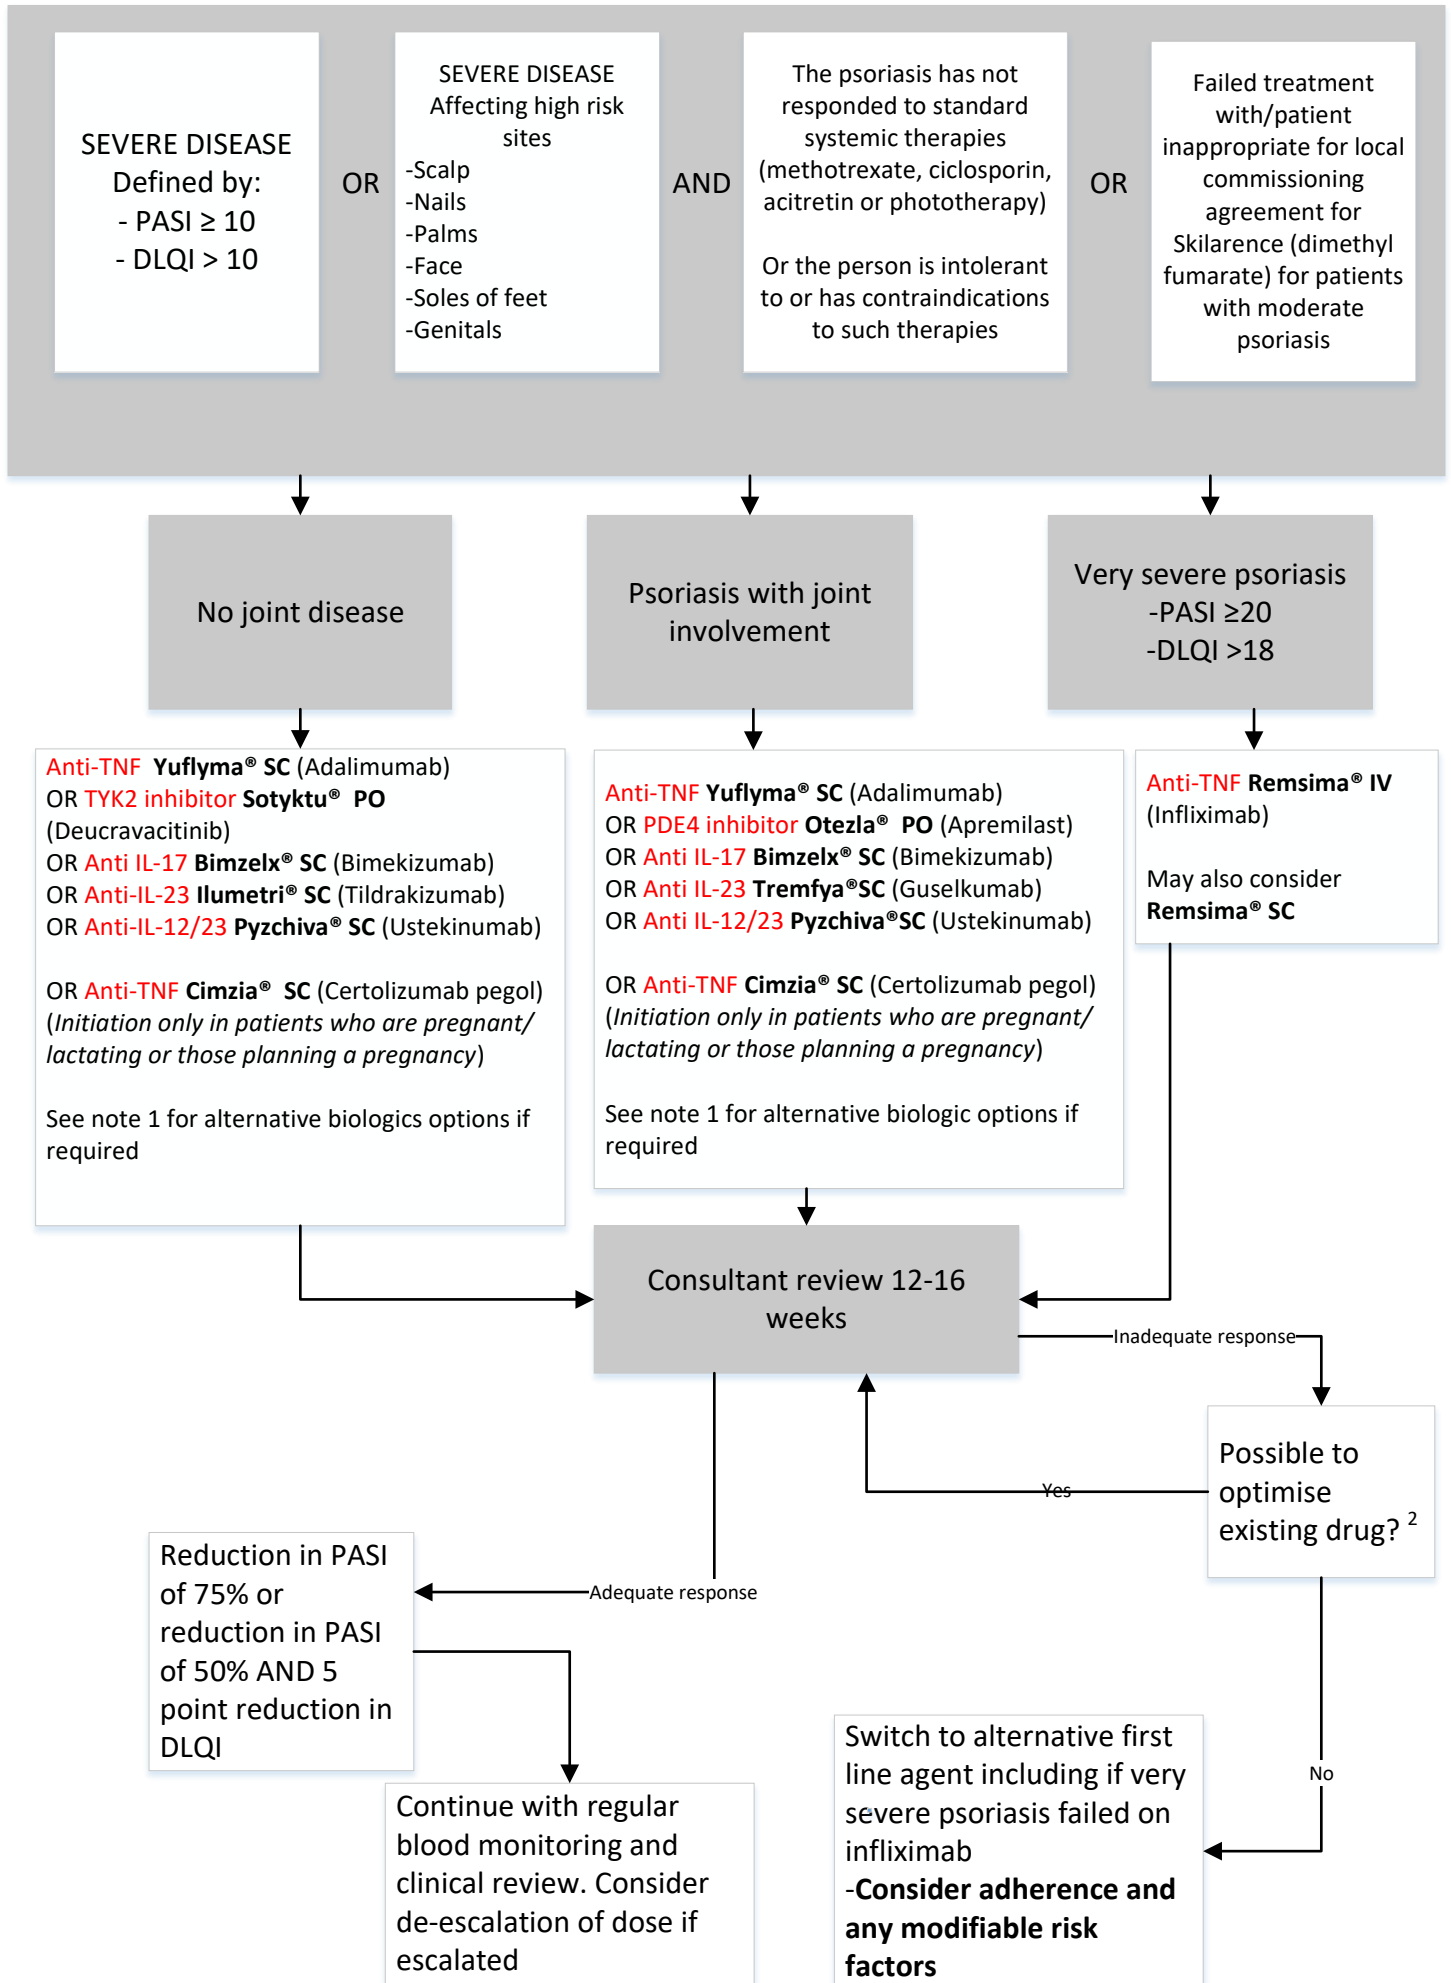 SEVERE DISEASE
Defined by:
- PASI ≥ 10
- DLQI > 10
OR
SEVERE DISEASE
Affecting high risk
sites
-Scalp
-Nails
-Palms
-Face
-Soles of feet
-Genitals
AND
The psoriasis has not
responded to standard
systemic therapies
(methotrexate, ciclosporin,
acitretin or phototherapy)
Or the person is intolerant
to or has contraindications
to such therapies
OR
Failed treatment
with/patient
inappropriate for local
commissioning
agreement for
Skilarence (dimethyl
fumarate) for patients
with moderate
psoriasis
No joint disease
Psoriasis with joint
involvement
Very severe psoriasis
-PASI ≥20
-DLQI >18
Anti-TNF Yuflyma® SC (Adalimumab)
OR TYK2 inhibitor Sotyktu® PO
(Deucravacitinib)
OR Anti IL-17 Bimzelx® SC (Bimekizumab)
OR Anti-IL-23 Ilumetri® SC (Tildrakizumab)
OR Anti-IL-12/23 Pyzchiva® SC (Ustekinumab)
OR Anti-TNF Cimzia® SC (Certolizumab pegol)
(Initiation only in patients who are pregnant/
lactating or those planning a pregnancy)
See note 1 for alternative biologics options if
required
Anti-TNF Yuflyma® SC (Adalimumab)
OR PDE4 inhibitor Otezla® PO (Apremilast)
OR Anti IL-17 Bimzelx® SC (Bimekizumab)
OR Anti IL-23 Tremfya®SC (Guselkumab)
OR Anti IL-12/23 Pyzchiva®SC (Ustekinumab)
OR Anti-TNF Cimzia® SC (Certolizumab pegol)
(Initiation only in patients who are pregnant/
lactating or those planning a pregnancy)
See note 1 for alternative biologic options if
required
Anti-TNF Remsima® IV
(Infliximab)
May also consider
Remsima® SC
Consultant review 12-16
weeks
Inadequate response
Possible to
optimise
existing drug? 2
Yes
Adequate response
Reduction in PASI
of 75% or
reduction in PASI
of 50% AND 5
point reduction in
DLQI
No
Continue with regular
blood monitoring and
clinical review. Consider
de-escalation of dose if
escalated
Switch to alternative first
line agent including if very
severe psoriasis failed on
infliximab
-Consider adherence and
any modifiable risk
factors